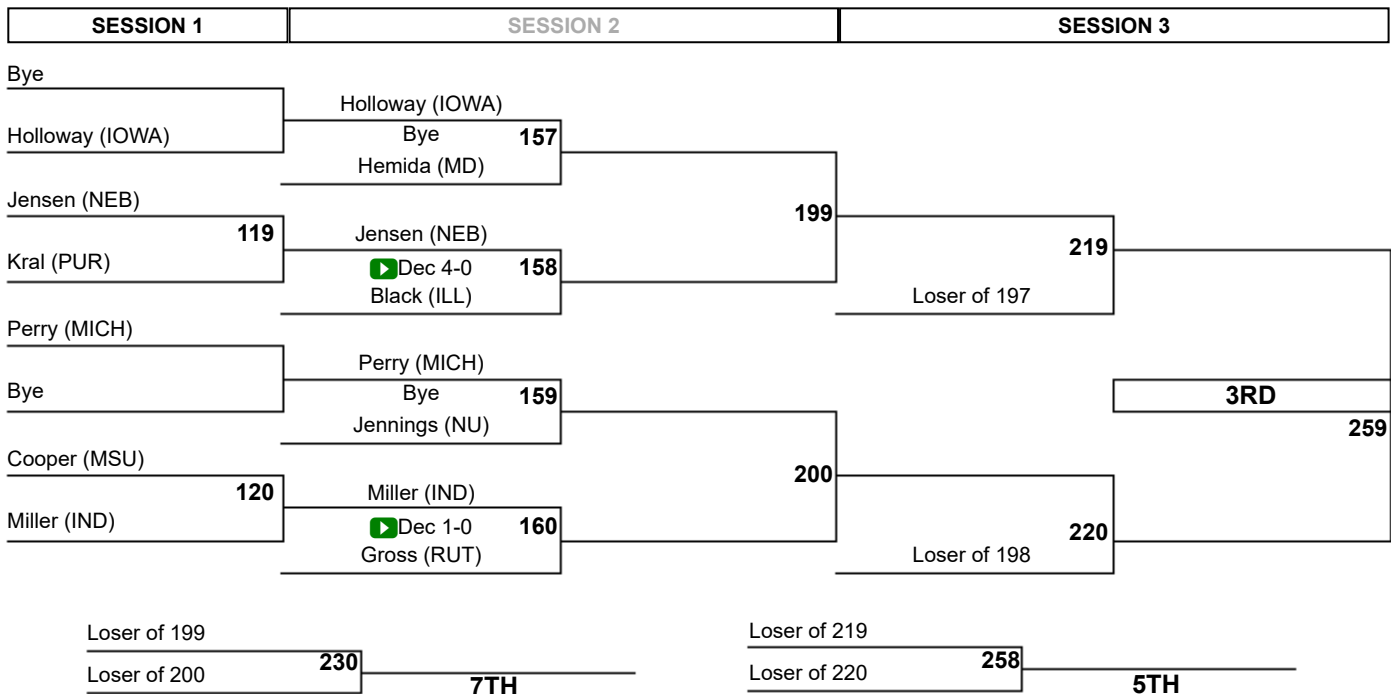 SESSION 1
SESSION 2
SESSION 3
Bye
Holloway (IOWA)
Holloway (IOWA)
Bye
157
Hemida (MD)
Jensen (NEB)
119
Kral (PUR)
Jensen (NEB)
Dec 4-0
158
Black (ILL)
199
219
Loser of 197
Perry (MICH)
Bye
Perry (MICH)
Bye
159
Jennings (NU)
3RD
259
Cooper (MSU)
120
Miller (IND)
Miller (IND)
Dec 1-0
160
Gross (RUT)
200
220
Loser of 198
Loser of 199
230
Loser of 200
7TH
Loser of 219
258
Loser of 220
5TH